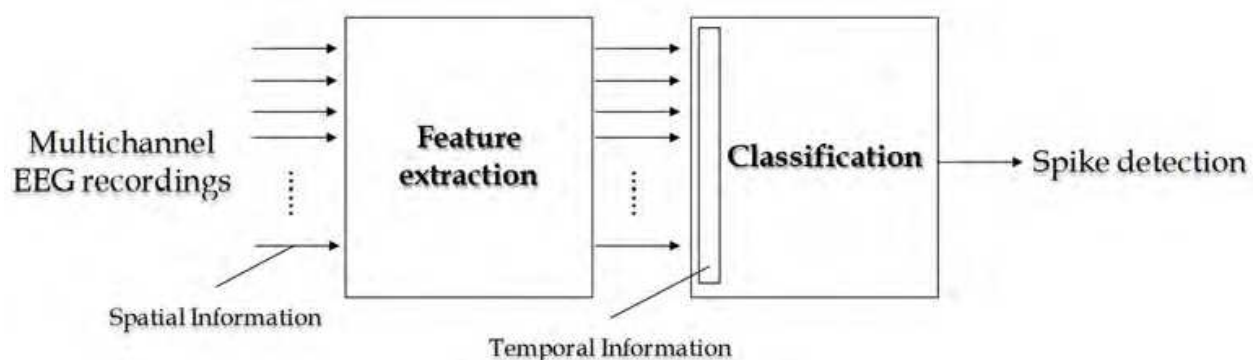 Multichannel
EEG recordings
Feature
extraction
Classification
Spike detection
Spatial Information
Temporal Information